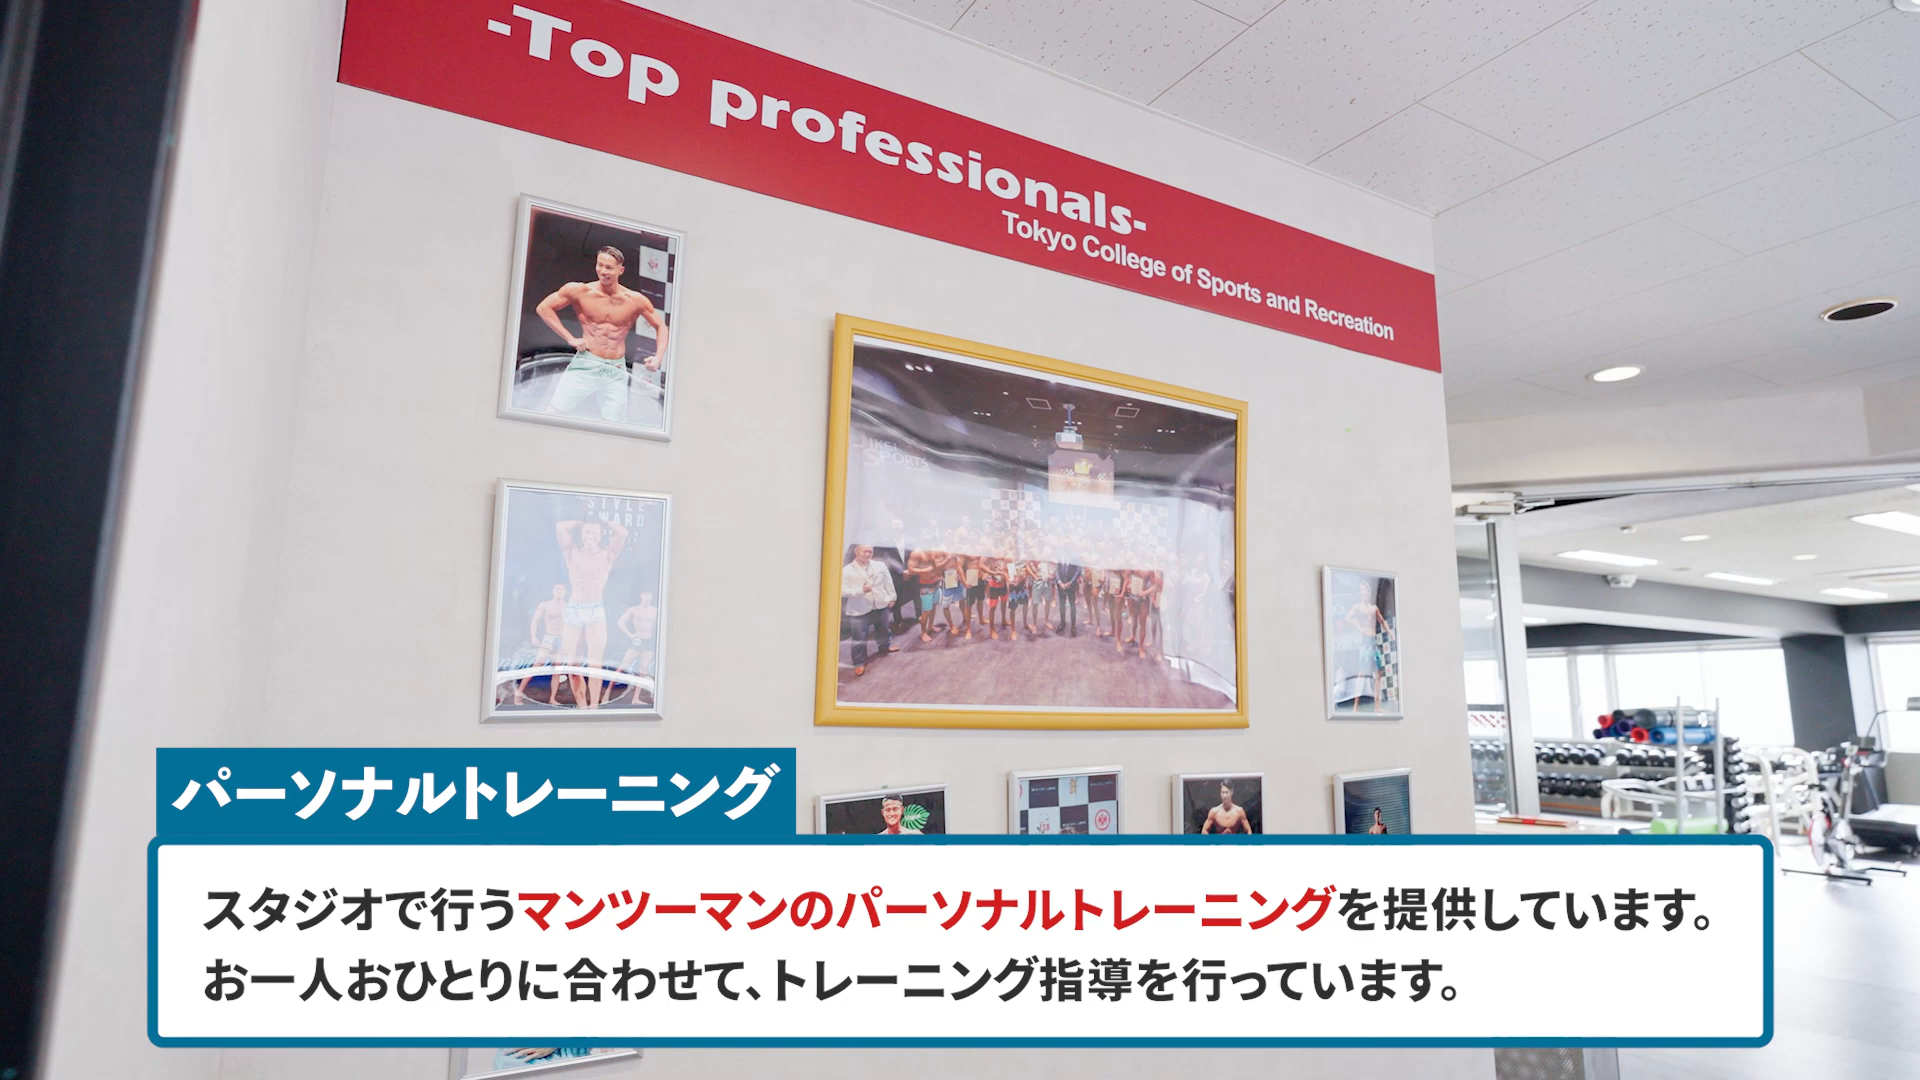 -Top professionals-
Tokyo College of Sports and Recreation
SPORTS
STYLE
AWARD
パーソナルトレーニング
スタジオで行うマンツーマンのパーソナルトレーニングを提供しています。
お一人おひとりに合わせて、トレーニング指導を行っています。